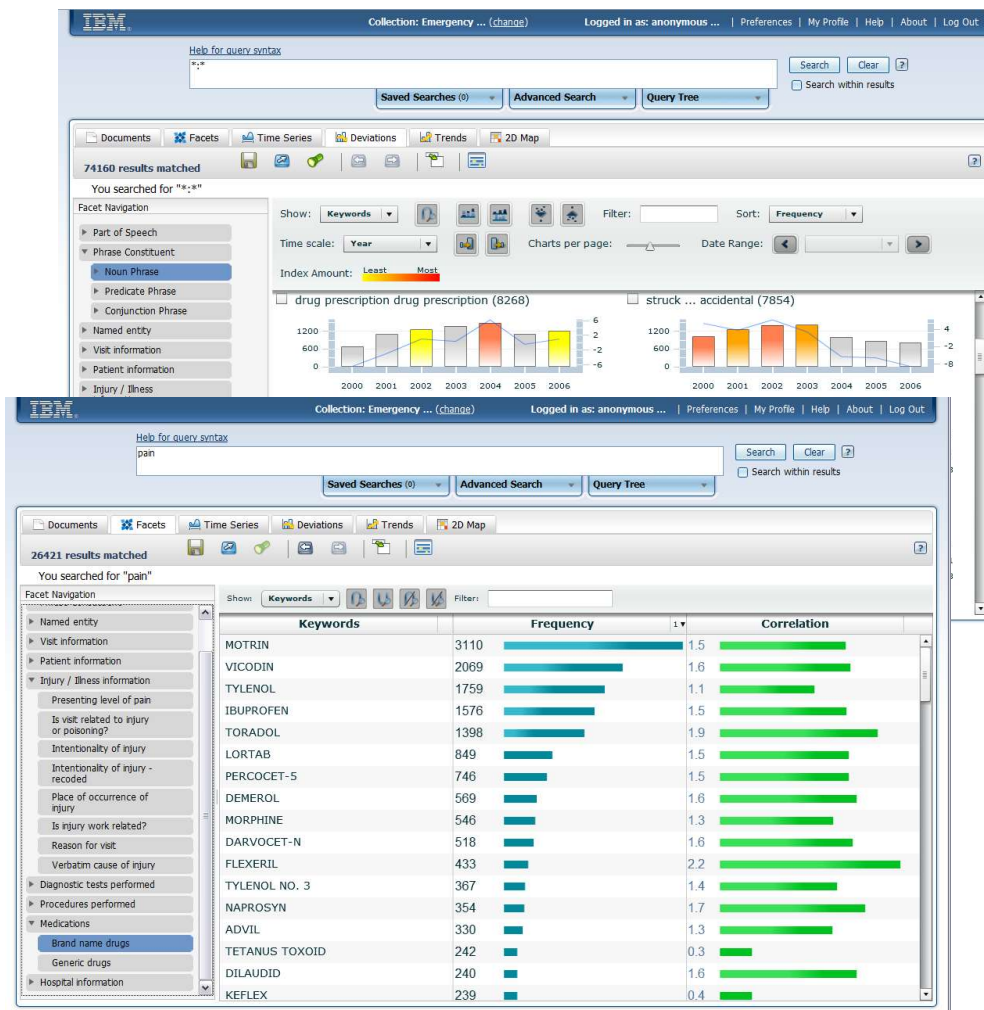 IBM.
Collection: Emergency ... (change) Logged in as: anonymous ... | Preferences | My Profile | Help | About | Log Out
Help for query syntax
*:*
Search Clear ?
Search within results
Saved Searches (0) Advanced Search Query Tree
Documents Facets Time Series Deviations Trends 2D Map
74160 results matched
?
You searched for "*:*"
Facet Navigation
Part of Speech
Phrase Constituent
Noun Phrase
Predicate Phrase
Conjunction Phrase
Named entity
Visit information
Patient information
Injury / Illness
Show: Keywords Filter: Sort: Frequency
Time scale: Year Charts per page: Date Range:
Index Amount: Least Most
drug prescription drug prescription (8268)
1200
600
0
6
2
-2
-6
2000 2001 2002 2003 2004 2005 2006
struck ... accidental (7854)
1200
600
0
4
-2
-8
2000 2001 2002 2003 2004 2005 2006
IBM.
Collection: Emergency ... (change) Logged in as: anonymous ... | Preferences | My Profile | Help | About | Log Out
Help for query syntax
pain
Search Clear ?
Search within results
Saved Searches (0) Advanced Search Query Tree
Documents Facets Time Series Deviations Trends 2D Map
26421 results matched
?
You searched for "pain"
Facet Navigation
Named entity
Visit information
Patient information
Injury / Illness information
Presenting level of pain
Is visit related to injury
or poisoning?
Intentionality of injury
Intentionality of injury -
recoded
Place of occurrence of
injury
Is injury work related?
Reason for visit
Verbatim cause of injury
Diagnostic tests performed
Procedures performed
Medications
Brand name drugs
Generic drugs
Hospital information
Show: Keywords Filter:
Keywords Frequency 1 Correlation
MOTRIN 3110 1.5
VICODIN 2069 1.6
TYLENOL 1759 1.1
IBUPROFEN 1576 1.5
TORADOL 1398 1.9
LORTAB 849 1.5
PERCOCET-5 746 1.5
DEMEROL 569 1.6
MORPHINE 546 1.3
DARVOCET-N 518 1.6
FLEXERIL 433 2.2
TYLENOL NO. 3 367 1.4
NAPROSYN 354 1.7
ADVIL 330 1.3
TETANUS TOXOID 242 0.3
DILAUDID 240 1.6
KEFLEX 239 0.4